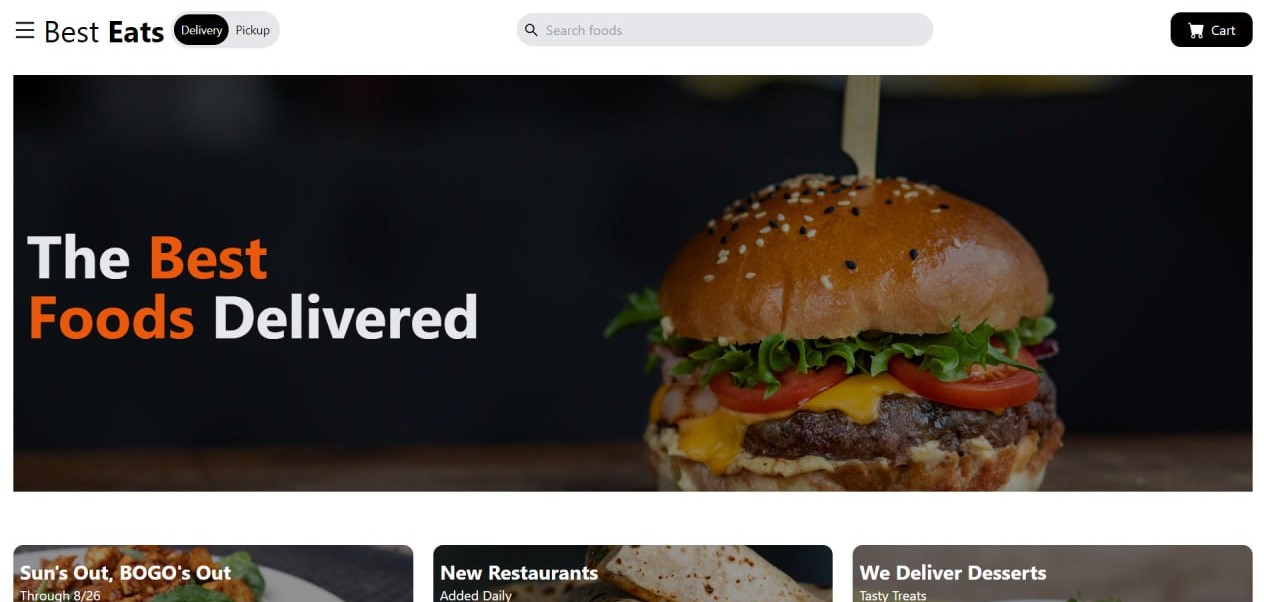 Best Eats
Delivery Pickup
Search foods
Cart
The Best
Foods Delivered
Sun's Out, BOGO's Out
Through 8/26
New Restaurants
Added Daily
We Deliver Desserts
Tasty Treats